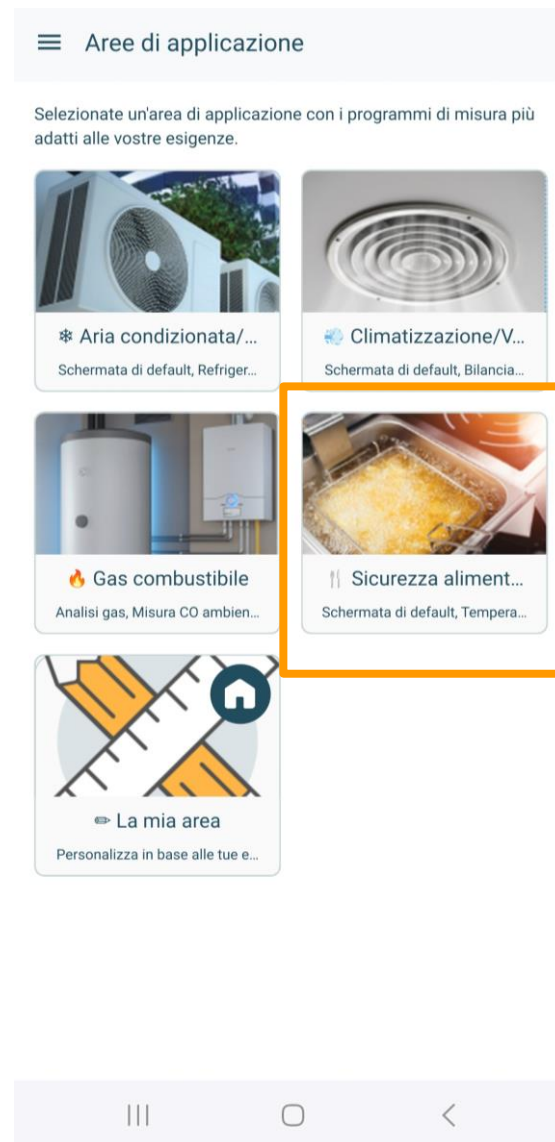 Aree di applicazione
Selezionate un'area di applicazione con i programmi di misura più
adatti alle vostre esigenze.
❄ Aria condizionata/...
Schermata di default, Refriger...
💨 Climatizzazione/V...
Schermata di default, Bilancia...
🔥 Gas combustibile
Analisi gas, Misura CO ambien...
🍴 Sicurezza aliment...
Schermata di default, Tempera...
✏ La mia area
Personalizza in base alle tue e...